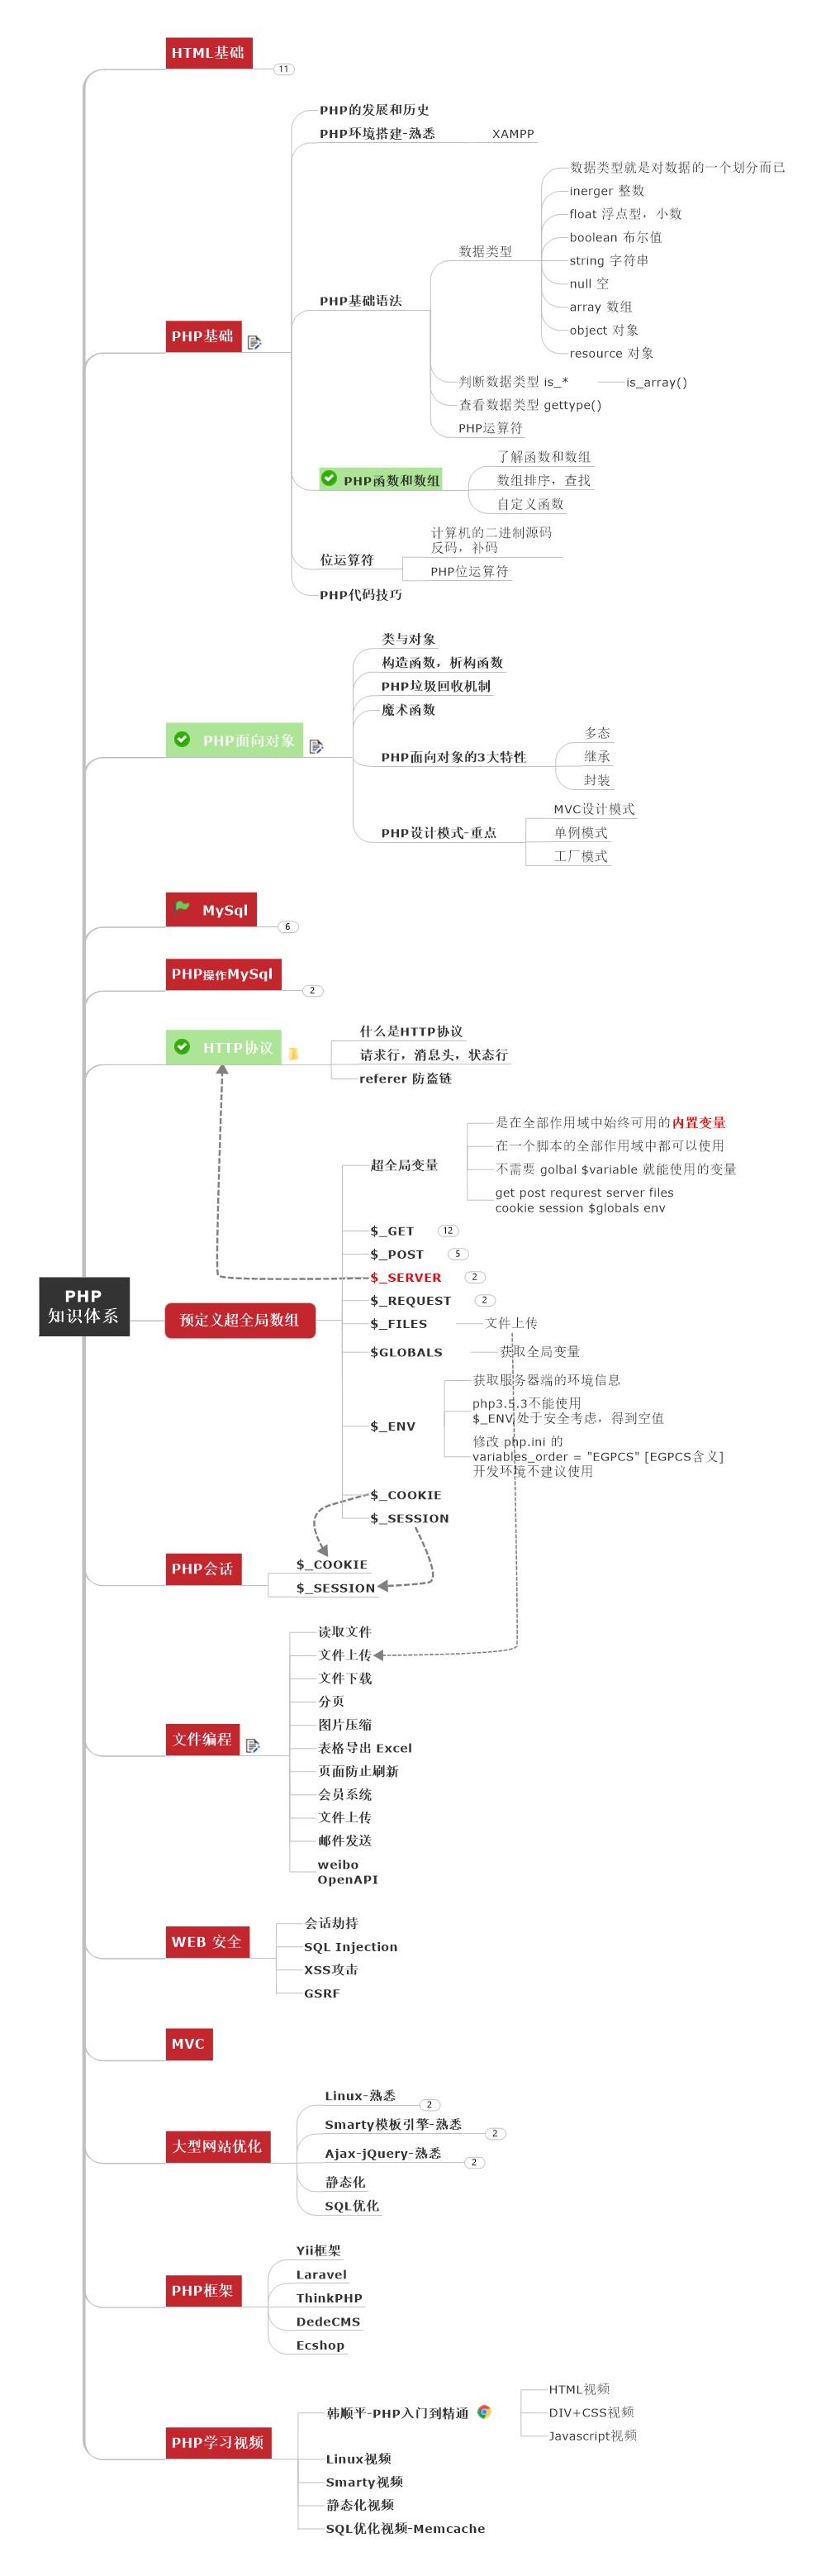 HTML基础
11
PHP基础
PHP的发展和历史
PHP环境搭建-熟悉
XAMPP
PHP基础语法
数据类型
数据类型就是对数据的一个划分而已
inerger 整数
float 浮点型，小数
boolean 布尔值
string 字符串
null 空
array 数组
object 对象
resource 对象
判断数据类型 is_*
is_array()
查看数据类型 gettype()
PHP运算符
PHP函数和数组
了解函数和数组
数组排序，查找
自定义函数
位运算符
计算机的二进制源码
反码，补码
PHP位运算符
PHP代码技巧
PHP面向对象
类与对象
构造函数，析构函数
PHP垃圾回收机制
魔术函数
PHP面向对象的3大特性
多态
继承
封装
PHP设计模式-重点
MVC设计模式
单例模式
工厂模式
MySql
6
PHP操作MySql
2
HTTP协议
什么是HTTP协议
请求行，消息头，状态行
referer 防盗链
PHP
知识体系
预定义超全局数组
超全局变量
是在全部作用域中始终可用的内置变量
在一个脚本的全部作用域中都可以使用
不需要 golbal $variable 就能使用的变量
get post requrest server files
cookie session $globals env
$_GET
12
$_POST
5
$_SERVER
2
$_REQUEST
2
$_FILES
文件上传
$GLOBALS
获取全局变量
$_ENV
获取服务器端的环境信息
php3.5.3不能使用
$_ENV 处于安全考虑，得到空值
修改 php.ini 的
variables_order = "EGPCS" [EGPCS含义]
开发环境不建议使用
$_COOKIE
$_SESSION
PHP会话
$_COOKIE
$_SESSION
文件编程
读取文件
文件上传
文件下载
分页
图片压缩
表格导出 Excel
页面防止刷新
会员系统
文件上传
邮件发送
weibo
OpenAPI
WEB 安全
会话劫持
SQL Injection
XSS攻击
GSRF
MVC
大型网站优化
Linux-熟悉
2
Smarty模板引擎-熟悉
2
Ajax-jQuery-熟悉
2
静态化
SQL优化
PHP框架
Yii框架
Laravel
ThinkPHP
DedeCMS
Ecshop
PHP学习视频
韩顺平-PHP入门到精通
HTML视频
DIV+CSS视频
Javascript视频
Linux视频
Smarty视频
静态化视频
SQL优化视频-Memcache